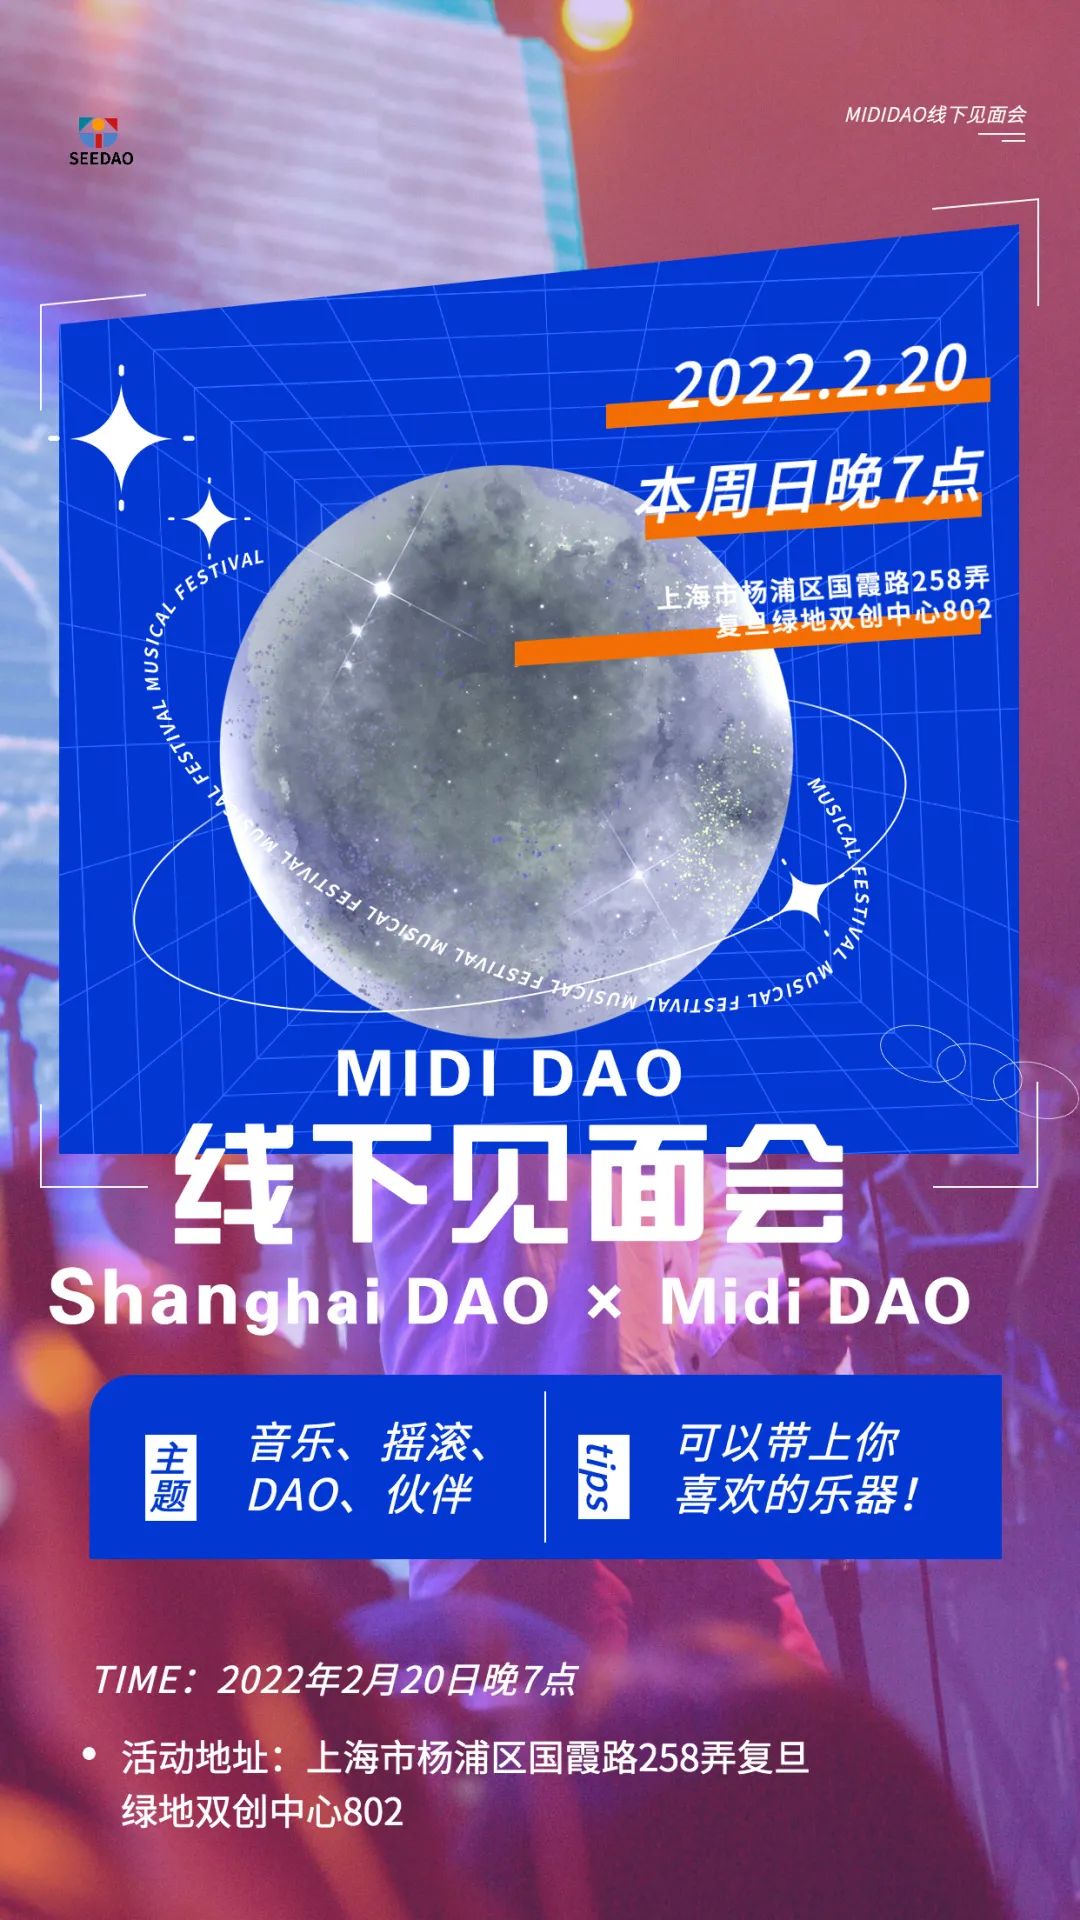 SEEDAO
MIDIDAO线下见面会
2022.2.20
本周日晚7点
上海市杨浦区国霞路258弄
复旦绿地双创中心802
MUSICAL FESTIVAL MUSICAL FESTIVAL MUSICAL FESTIVAL MUSICAL FESTIVAL MUSICAL FESTIVAL MUSICAL FESTIVAL MUSICAL FESTIVAL
MIDI DAO
线下见面会
Shanghai DAO × Midi DAO
主题
音乐、摇滚、
DAO、伙伴
tips
可以带上你
喜欢的乐器！
TIME：2022年2月20日晚7点
• 活动地址：上海市杨浦区国霞路258弄复旦
绿地双创中心802